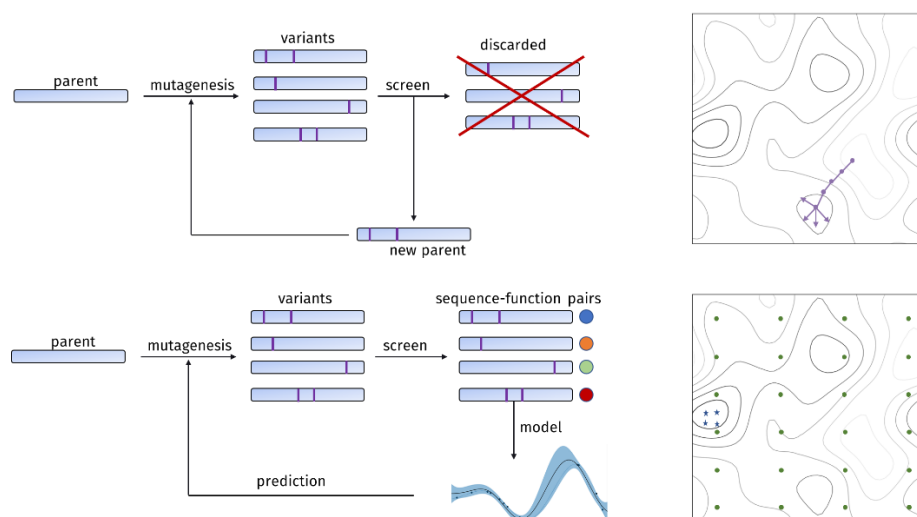 variants
discarded
parent
mutagenesis
screen
new parent
variants
sequence-function pairs
parent
mutagenesis
screen
model
prediction